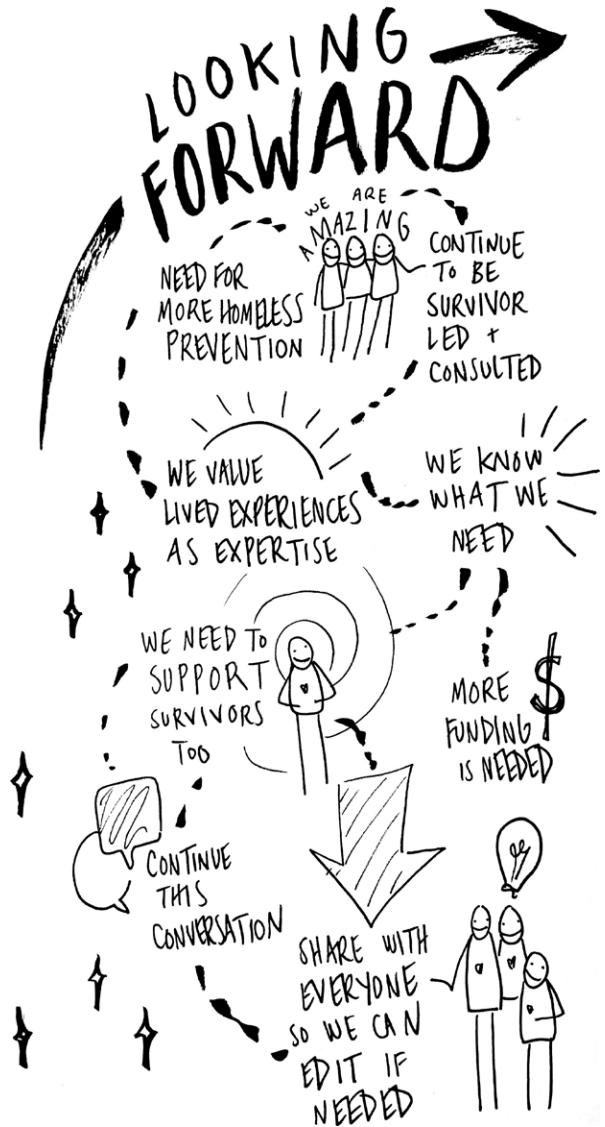 LOOKING
FORWARD
WE ARE
AMAZING
NEED FOR
MORE HOMELESS
PREVENTION
CONTINUE
TO BE
SURVIVOR
LED +
CONSULTED
WE VALUE
LIVED EXPERIENCES
AS EXPERTISE
WE KNOW
WHAT WE
NEED
WE NEED TO
SUPPORT
SURVIVORS
TOO
MORE
FUNDING
IS NEEDED
$
CONTINUE
THIS
CONVERSATION
SHARE WITH
EVERYONE
SO WE CAN
EDIT IF
NEEDED